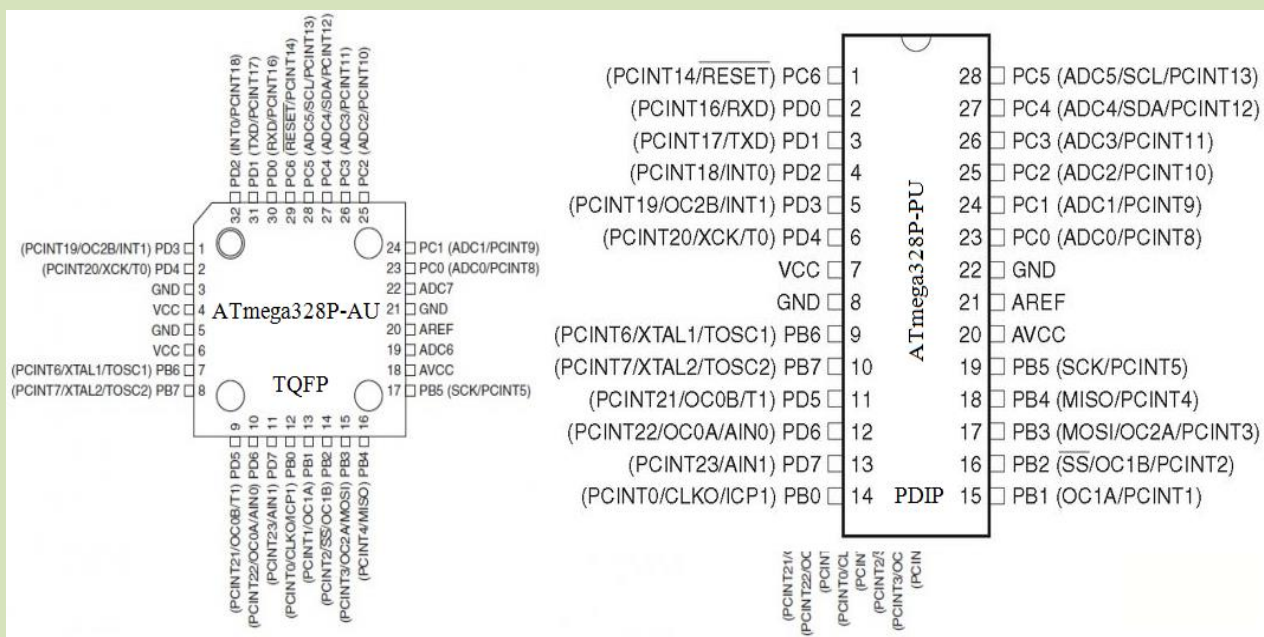 32 PD2 (INT0/PCINT18)
31 PD1 (TXD/PCINT17)
30 PD0 (RXD/PCINT16)
29 PC6 (RESET/PCINT14)
28 PC5 (ADC5/SCL/PCINT13)
27 PC4 (ADC4/SDA/PCINT12)
26 PC3 (ADC3/PCINT11)
25 PC2 (ADC2/PCINT10)
(PCINT19/OC2B/INT1) PD3 1
(PCINT20/XCK/T0) PD4 2
GND 3
VCC 4
GND 5
VCC 6
(PCINT6/XTAL1/TOSC1) PB6 7
(PCINT7/XTAL2/TOSC2) PB7 8
ATmega328P-AU
TQFP
24 PC1 (ADC1/PCINT9)
23 PC0 (ADC0/PCINT8)
22 ADC7
21 GND
20 AREF
19 ADC6
18 AVCC
17 PB5 (SCK/PCINT5)
(PCINT21/OC0B/T1) PD5 9
(PCINT22/OC0A/AIN0) PD6 10
(PCINT23/AIN1) PD7 11
(PCINT0/CLKO/ICP1) PB0 12
(PCINT1/OC1A) PB1 13
(PCINT2/SS/OC1B) PB2 14
(PCINT3/OC2A/MOSI) PB3 15
(PCINT4/MISO) PB4 16
(PCINT14/RESET) PC6 1
(PCINT16/RXD) PD0 2
(PCINT17/TXD) PD1 3
(PCINT18/INT0) PD2 4
(PCINT19/OC2B/INT1) PD3 5
(PCINT20/XCK/T0) PD4 6
VCC 7
GND 8
(PCINT6/XTAL1/TOSC1) PB6 9
(PCINT7/XTAL2/TOSC2) PB7 10
(PCINT21/OC0B/T1) PD5 11
(PCINT22/OC0A/AIN0) PD6 12
(PCINT23/AIN1) PD7 13
(PCINT0/CLKO/ICP1) PB0 14
ATmega328P-PU
PDIP
28 PC5 (ADC5/SCL/PCINT13)
27 PC4 (ADC4/SDA/PCINT12)
26 PC3 (ADC3/PCINT11)
25 PC2 (ADC2/PCINT10)
24 PC1 (ADC1/PCINT9)
23 PC0 (ADC0/PCINT8)
22 GND
21 AREF
20 AVCC
19 PB5 (SCK/PCINT5)
18 PB4 (MISO/PCINT4)
17 PB3 (MOSI/OC2A/PCINT3)
16 PB2 (SS/OC1B/PCINT2)
15 PB1 (OC1A/PCINT1)
(PCINT22/OC
(PCINT0/CL
(PCINT3/OC
(PCIN